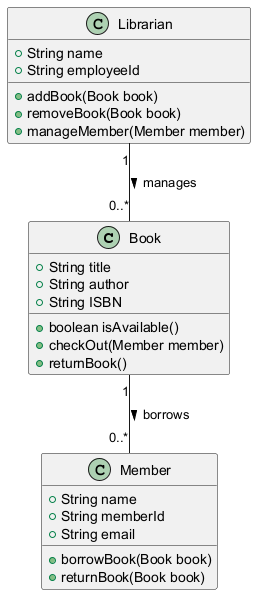 C Librarian
String name
String employeeId
addBook(Book book)
removeBook(Book book)
manageMember(Member member)
1
manages
0..*
C Book
String title
String author
String ISBN
boolean isAvailable()
checkOut(Member member)
returnBook()
1
borrows
0..*
C Member
String name
String memberId
String email
borrowBook(Book book)
returnBook(Book book)